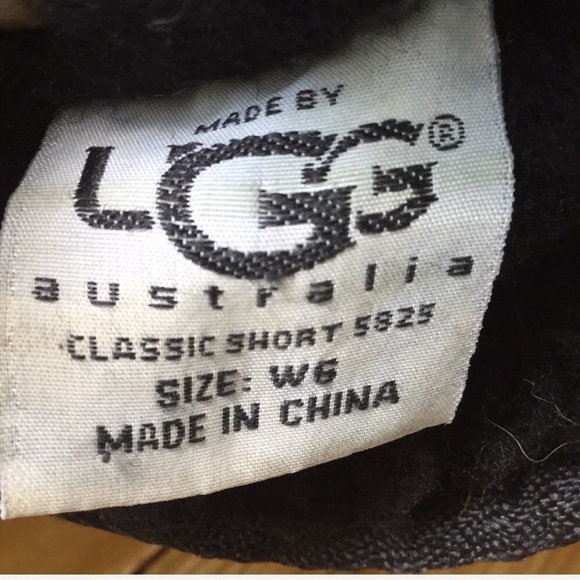 MADE BY
UGG®
australia
CLASSIC SHORT 5825
SIZE: W6
MADE IN CHINA